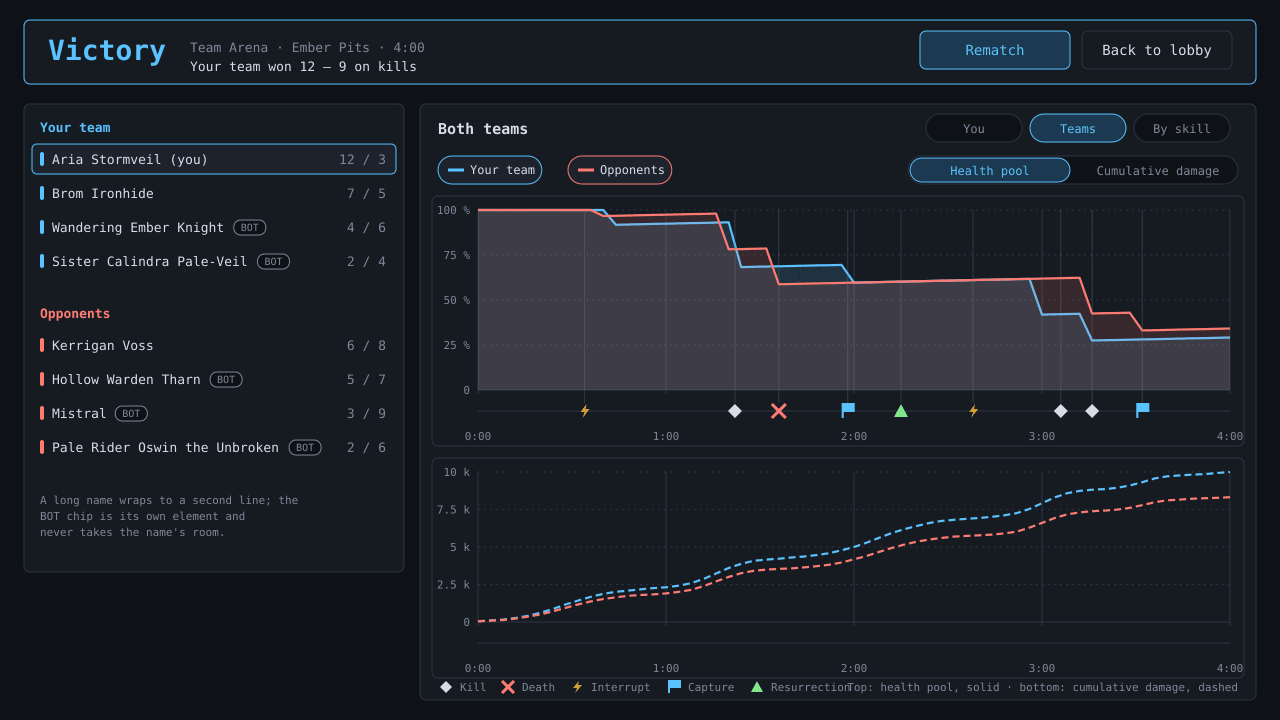 Victory
Team Arena · Ember Pits · 4:00
Your team won 12 — 9 on kills
Rematch
Back to lobby
Your team
Aria Stormveil (you) 12 / 3
Brom Ironhide 7 / 5
Wandering Ember Knight BOT 4 / 6
Sister Calindra Pale-Veil BOT 2 / 4
Opponents
Kerrigan Voss 6 / 8
Hollow Warden Tharn BOT 5 / 7
Mistral BOT 3 / 9
Pale Rider Oswin the Unbroken BOT 2 / 6
A long name wraps to a second line; the
BOT chip is its own element and
never takes the name's room.
Both teams
You Teams By skill
Your team Opponents
Health pool Cumulative damage
100 %
75 %
50 %
25 %
0
0:00 1:00 2:00 3:00 4:00
10 k
7.5 k
5 k
2.5 k
0
0:00 1:00 2:00 3:00 4:00
Kill Death Interrupt Capture Resurrection
Top: health pool, solid · bottom: cumulative damage, dashed